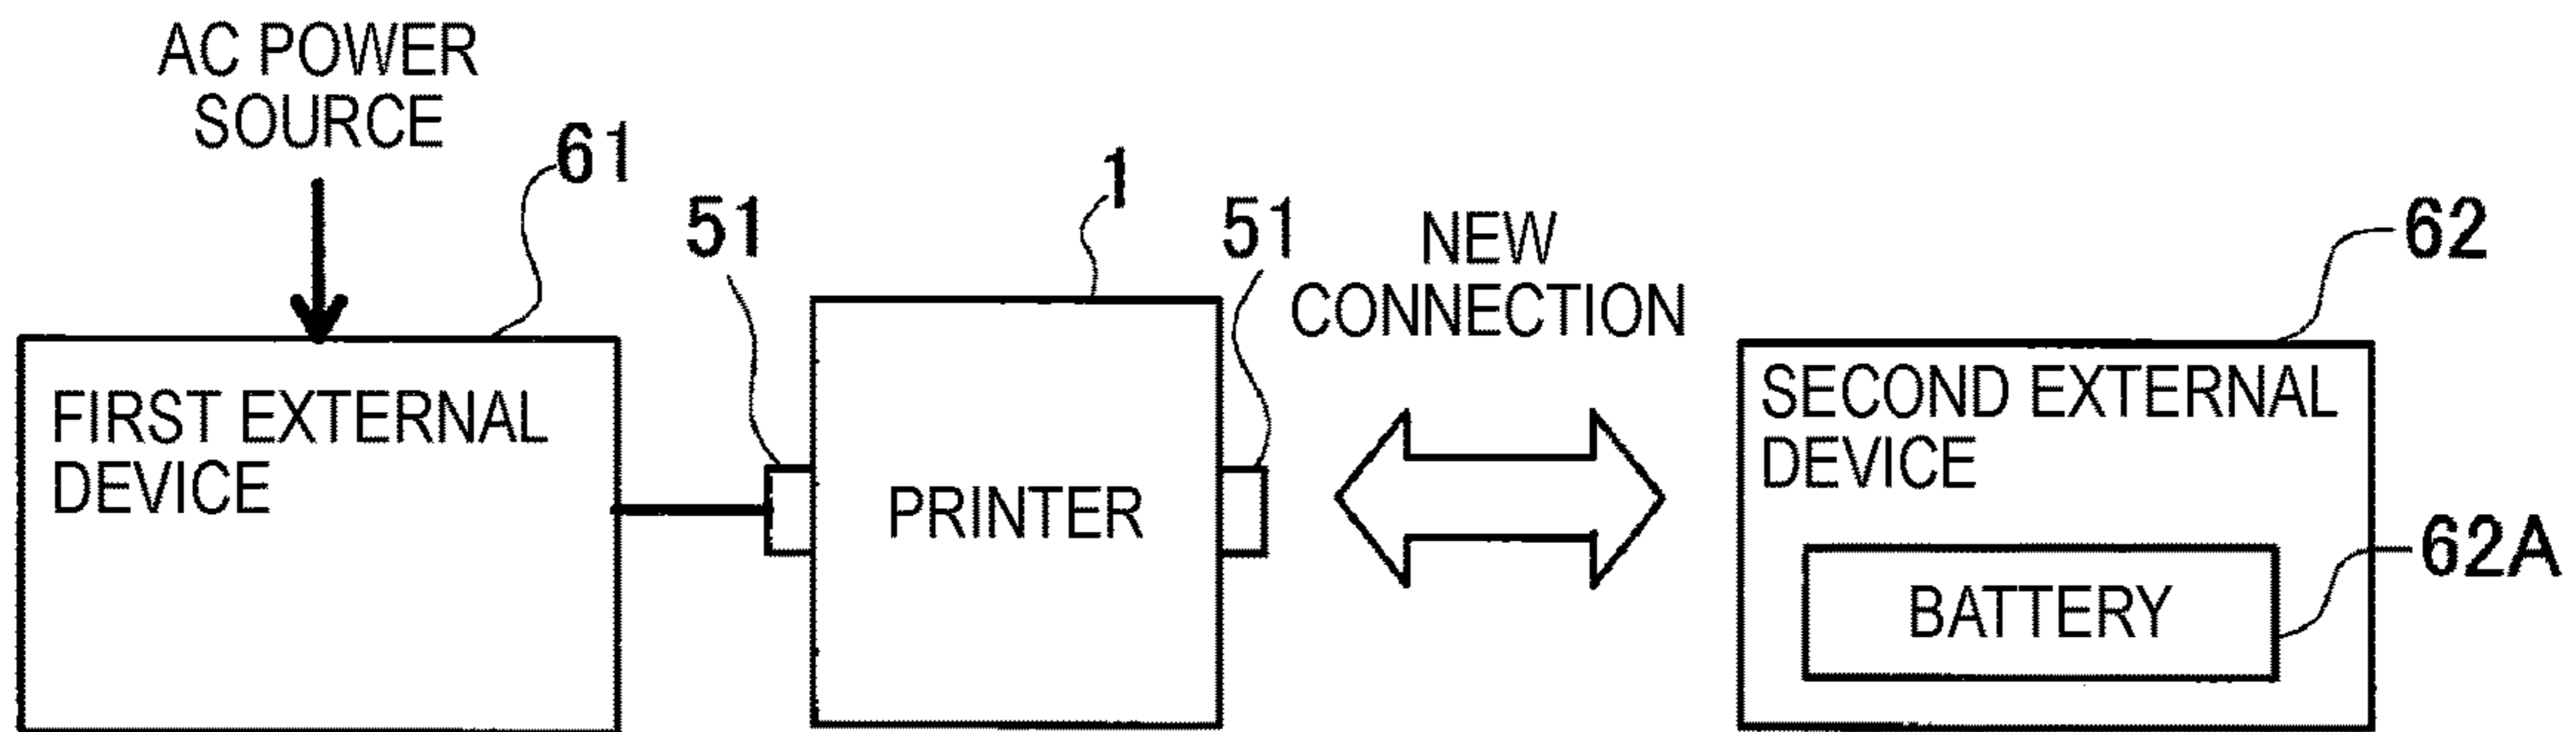 AC POWER
SOURCE
61
51
1
51
NEW
CONNECTION
62
FIRST EXTERNAL
DEVICE
PRINTER
SECOND EXTERNAL
DEVICE
62A
BATTERY